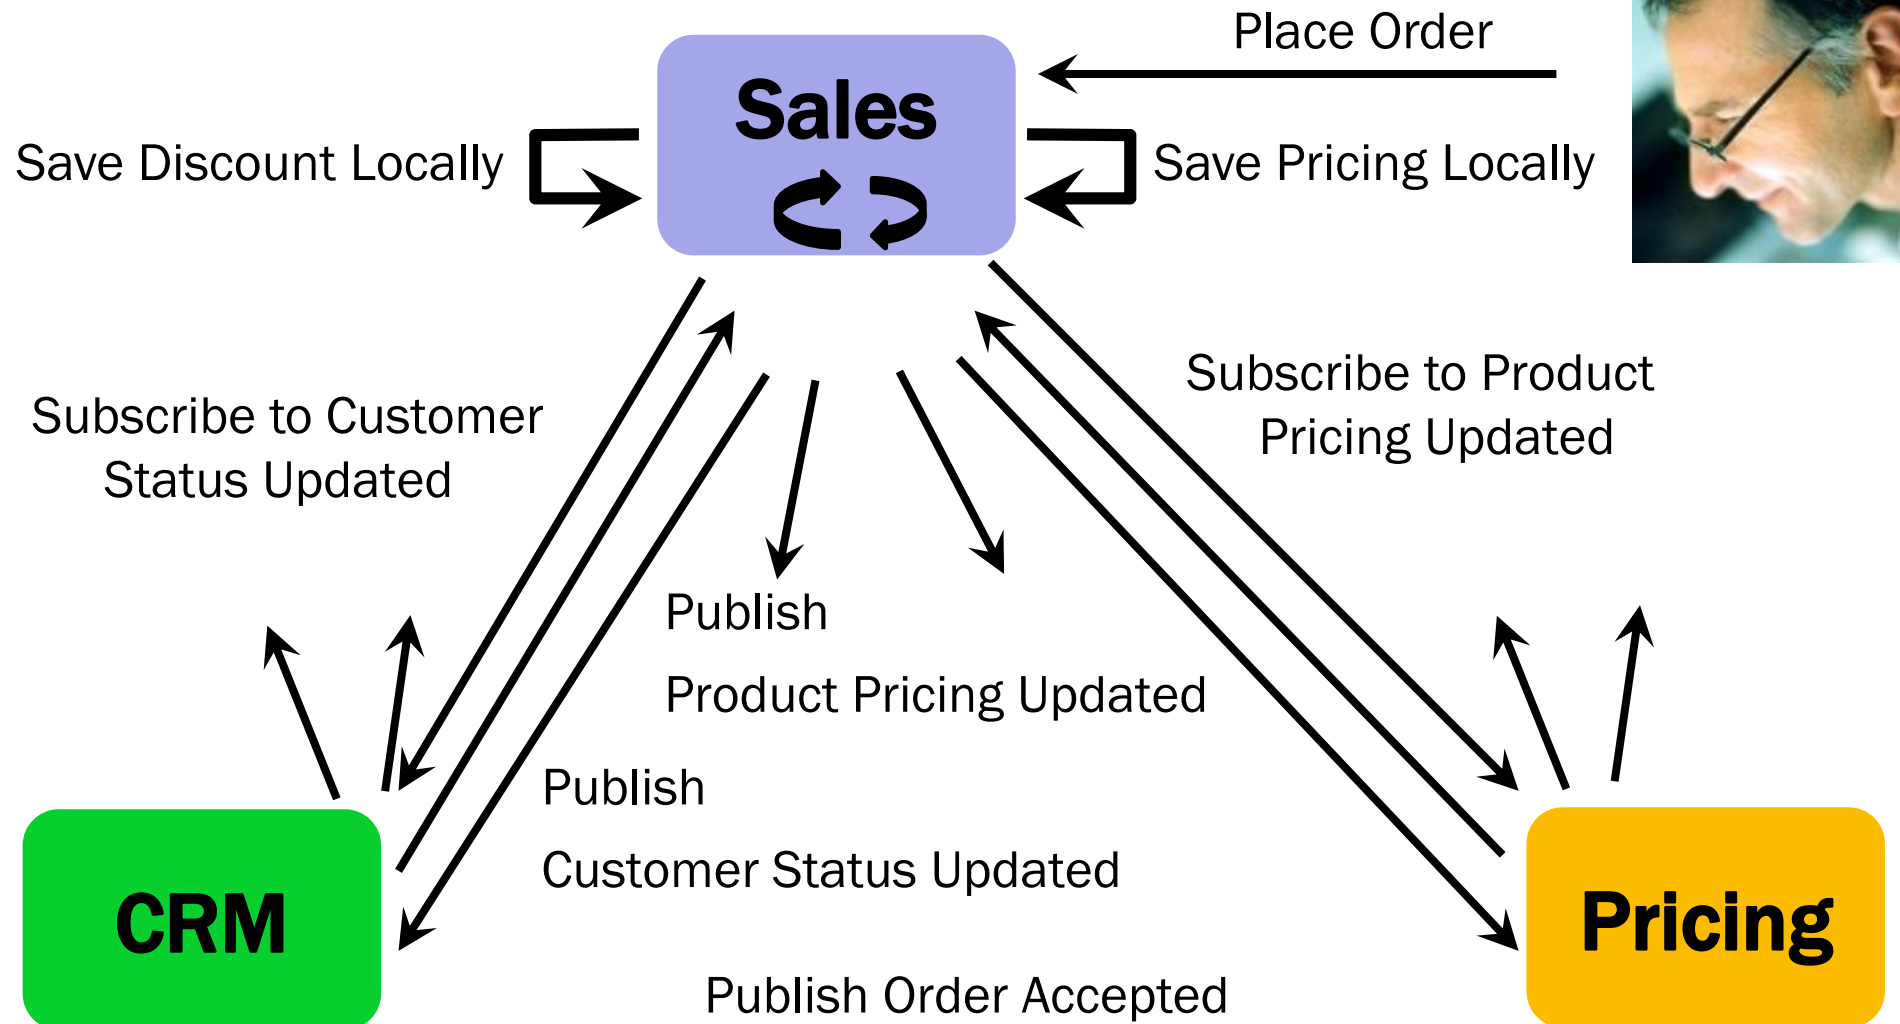 Place Order
Sales
Save Discount Locally
Save Pricing Locally
Subscribe to Customer
Status Updated
Subscribe to Product
Pricing Updated
Publish
Product Pricing Updated
Publish
Customer Status Updated
CRM
Pricing
Publish Order Accepted